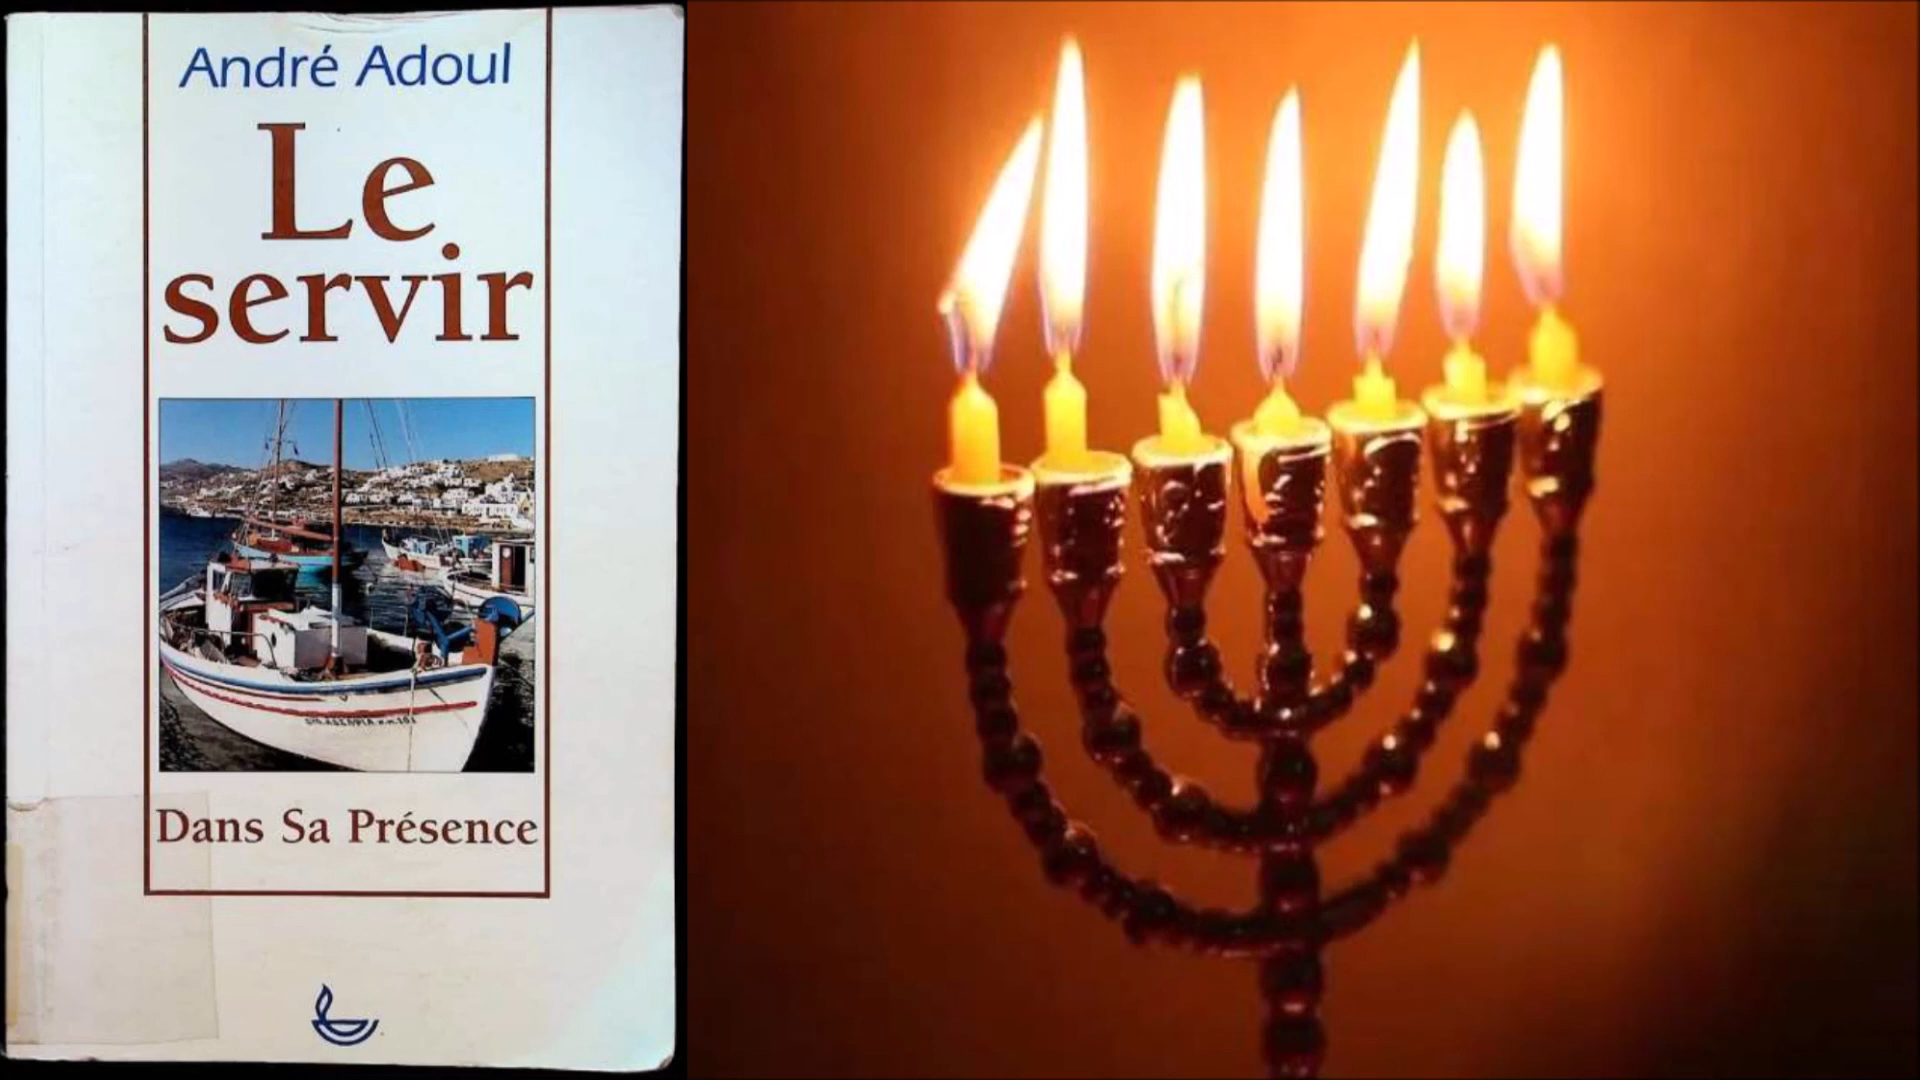 André Adoul
Le
servir
Dans Sa Présence